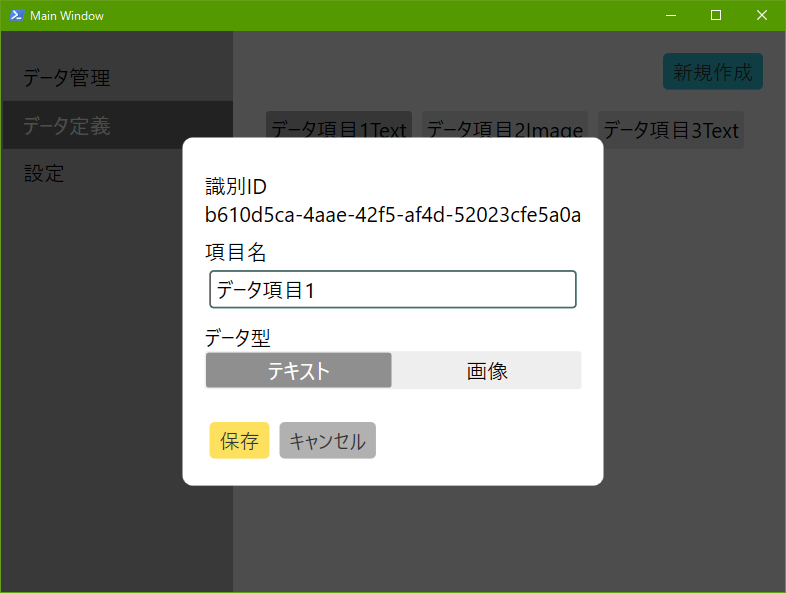 Main Window
データ管理
データ定義
設定
新規作成
データ項目1Text
データ項目2Image
データ項目3Text
識別ID
b610d5ca-4aae-42f5-af4d-52023cfe5a0a
項目名
データ項目1
データ型
テキスト
画像
保存
キャンセル